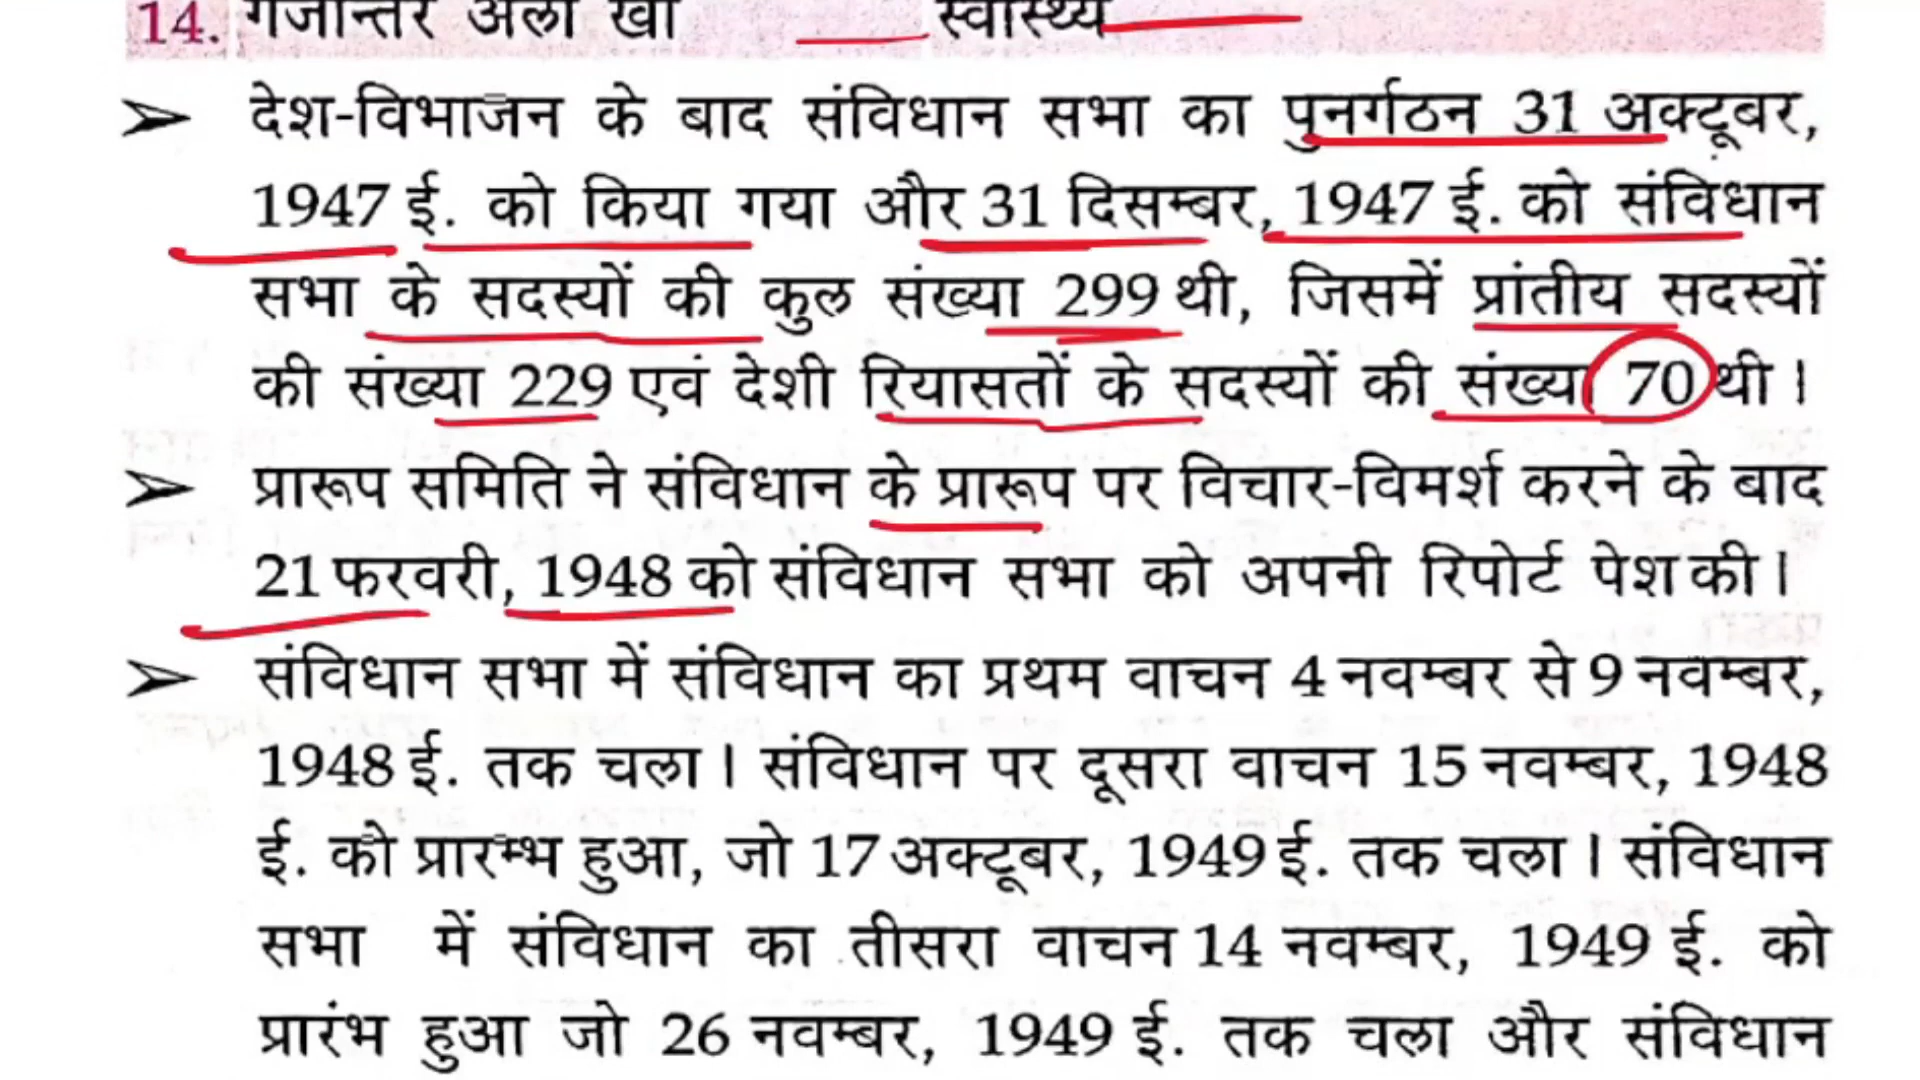 14. गजान्तर अली खाँ स्वास्थ्य
➢ देश-विभाजन के बाद संविधान सभा का पुनर्गठन 31 अक्टूबर,
1947 ई. को किया गया और 31 दिसम्बर, 1947 ई. को संविधान
सभा के सदस्यों की कुल संख्या 299 थी, जिसमें प्रांतीय सदस्यों
की संख्या 229 एवं देशी रियासतों के सदस्यों की संख्या 70 थी।
➢ प्रारूप समिति ने संविधान के प्रारूप पर विचार-विमर्श करने के बाद
21 फरवरी, 1948 को संविधान सभा को अपनी रिपोर्ट पेश की।
➢ संविधान सभा में संविधान का प्रथम वाचन 4 नवम्बर से 9 नवम्बर,
1948 ई. तक चला। संविधान पर दूसरा वाचन 15 नवम्बर, 1948
ई. को प्रारम्भ हुआ, जो 17 अक्टूबर, 1949 ई. तक चला। संविधान
सभा में संविधान का तीसरा वाचन 14 नवम्बर, 1949 ई. को
प्रारंभ हुआ जो 26 नवम्बर, 1949 ई. तक चला और संविधान